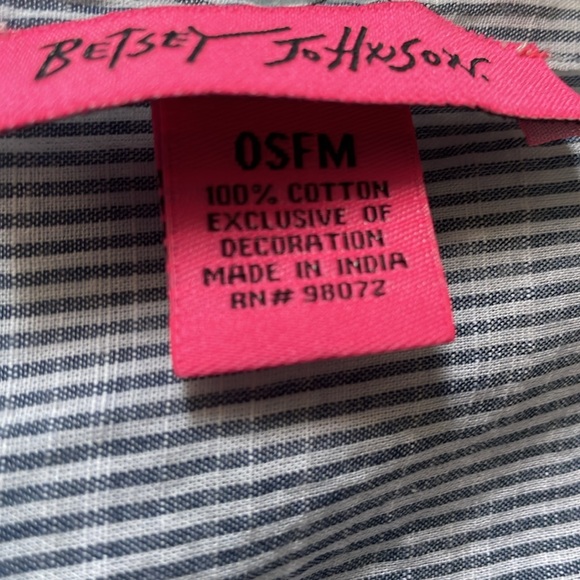 BETSEY JOHNSON.
OSFM
100% COTTON
EXCLUSIVE OF
DECORATION
MADE IN INDIA
RN# 98072